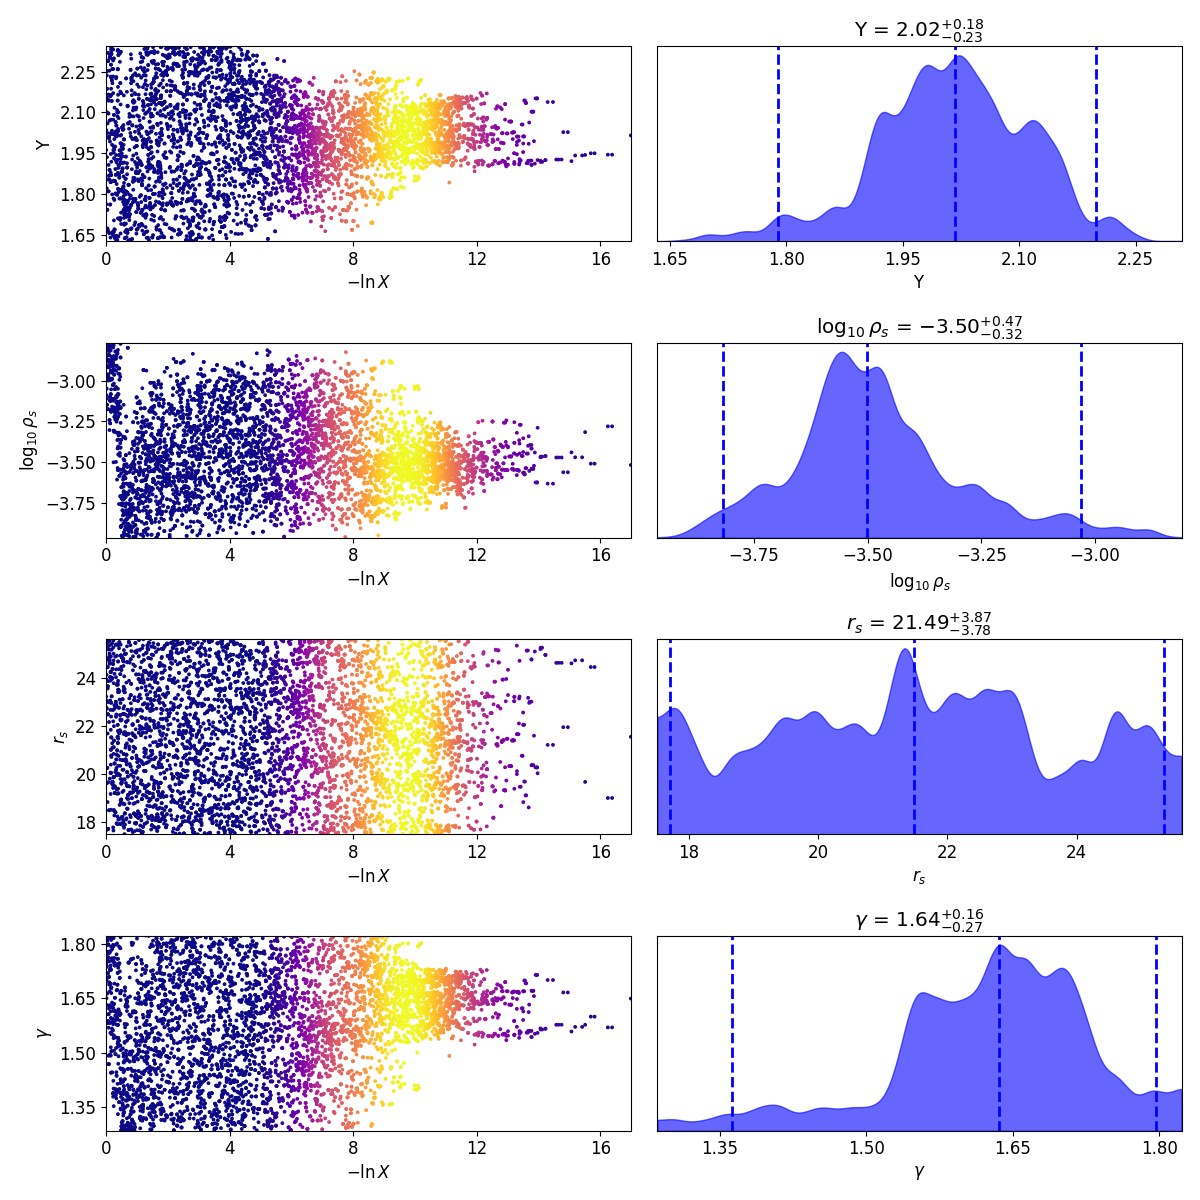 Y
2.25
2.10
1.95
1.80
1.65
0 4 8 12 16
−ln X
Y = 2.02+0.18 −0.23
1.65 1.80 1.95 2.10 2.25
Y
log10 ρs
−3.00
−3.25
−3.50
−3.75
0 4 8 12 16
−ln X
log10 ρs = −3.50+0.47 −0.32
−3.75 −3.50 −3.25 −3.00
log10 ρs
rs
24
22
20
18
0 4 8 12 16
−ln X
rs = 21.49+3.87 −3.78
18 20 22 24
rs
γ
1.80
1.65
1.50
1.35
0 4 8 12 16
−ln X
γ = 1.64+0.16 −0.27
1.35 1.50 1.65 1.80
γ